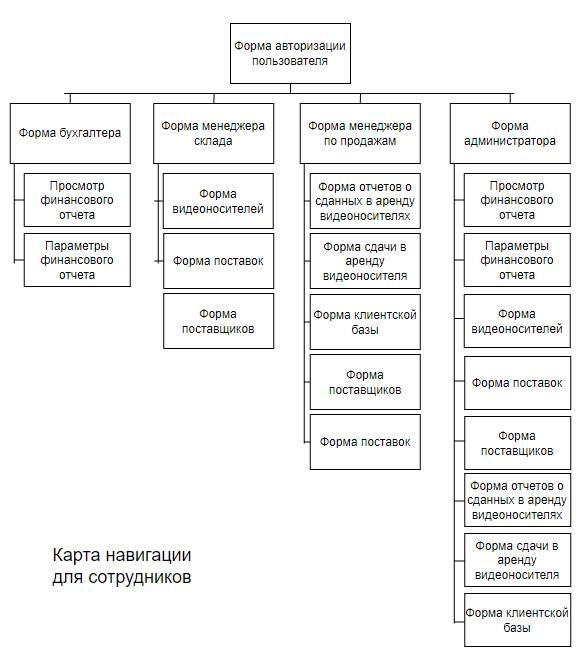 Форма авторизации
пользователя
Форма бухгалтера
Просмотр
финансового
отчета
Параметры
финансового
отчета
Форма менеджера
склада
Форма
видеоносителей
Форма поставок
Форма
поставщиков
Форма менеджера
по продажам
Форма отчетов о
сданных в аренду
видеоносителях
Форма сдачи в
аренду
видеоносителя
Форма клиентской
базы
Форма
поставщиков
Форма поставок
Форма
администратора
Просмотр
финансового
отчета
Параметры
финансового
отчета
Форма
видеоносителей
Форма поставок
Форма
поставщиков
Форма отчетов о
сданных в аренду
видеоносителях
Форма сдачи в
аренду
видеоносителя
Форма клиентской
базы
Карта навигации
для сотрудников